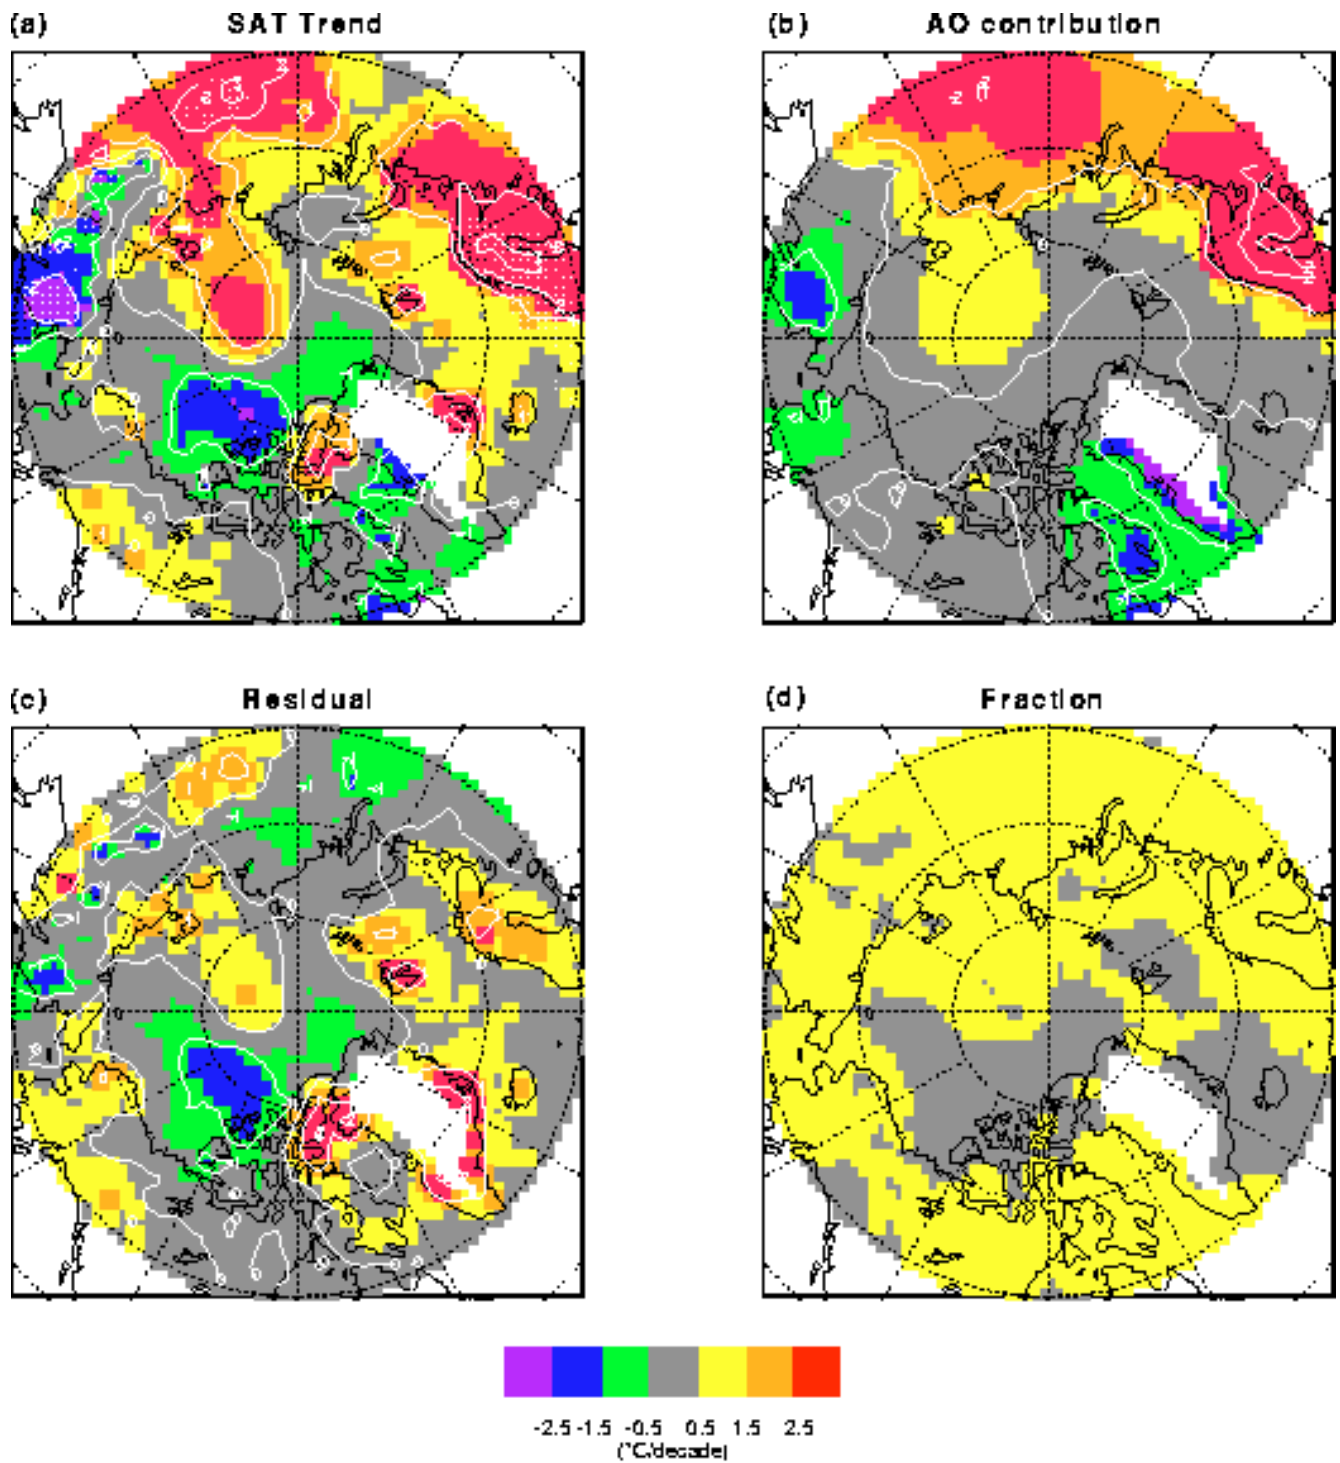 (a) SAT Trend
(b) AO contribution
(c) Residual
(d) Fraction
-2.5 -1.5 -0.5 0.5 1.5 2.5
(°C/decade)